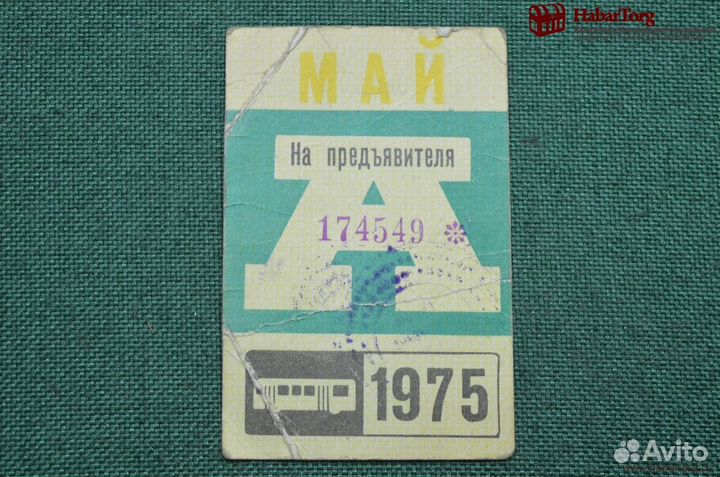 HabarTorg
МАЙ
А
На предъявителя
174549 *
1975
Avito